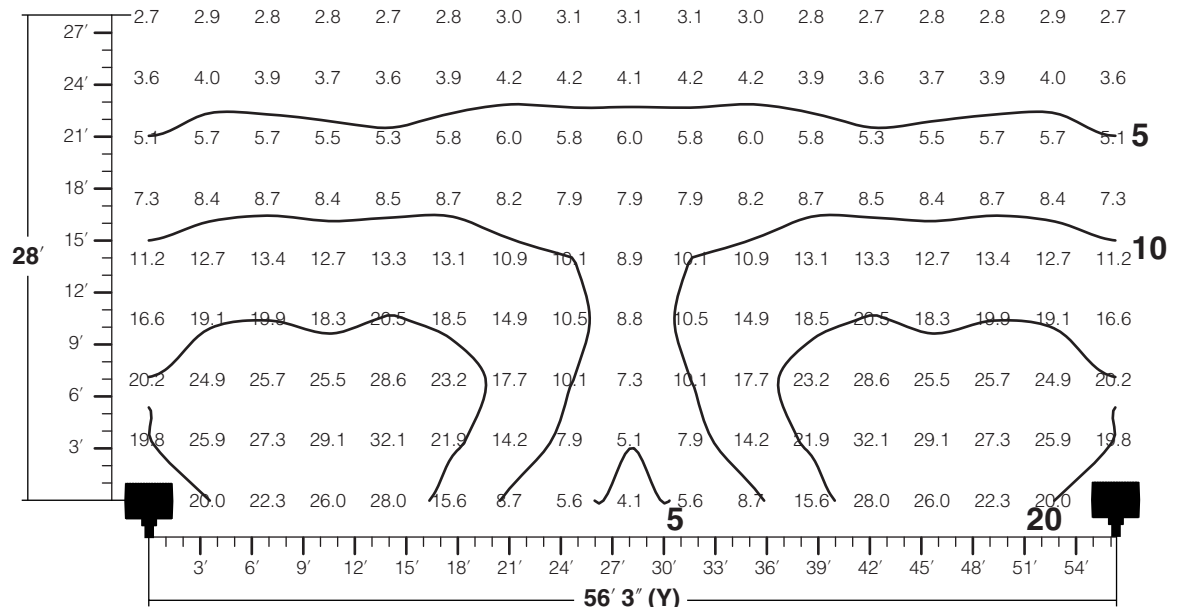 2.7 2.9 2.8 2.8 2.7 2.8 3.0 3.1 3.1 3.1 3.0 2.8 2.7 2.8 2.8 2.9 2.7
27′
24′ 3.6 4.0 3.9 3.7 3.6 3.9 4.2 4.2 4.1 4.2 4.2 3.9 3.6 3.7 3.9 4.0 3.6
21′ 5.1 5.7 5.7 5.5 5.3 5.8 6.0 5.8 6.0 5.8 6.0 5.8 5.3 5.5 5.7 5.7 5.1 5
18′ 7.3 8.4 8.7 8.4 8.5 8.7 8.2 7.9 7.9 7.9 8.2 8.7 8.5 8.4 8.7 8.4 7.3
15′
28′ 11.2 12.7 13.4 12.7 13.3 13.1 10.9 10.1 8.9 10.1 10.9 13.1 13.3 12.7 13.4 12.7 11.2 10
12′
16.6 19.1 19.9 18.3 20.5 18.5 14.9 10.5 8.8 10.5 14.9 18.5 20.5 18.3 19.9 19.1 16.6
9′
20.2 24.9 25.7 25.5 28.6 23.2 17.7 10.1 7.3 10.1 17.7 23.2 28.6 25.5 25.7 24.9 20.2
6′
3′ 19.8 25.9 27.3 29.1 32.1 21.9 14.2 7.9 5.1 7.9 14.2 21.9 32.1 29.1 27.3 25.9 19.8
20.0 22.3 26.0 28.0 15.6 8.7 5.6 4.1 5.6 8.7 15.6 28.0 26.0 22.3 20.0
5 20
3′ 6′ 9′ 12′ 15′ 18′ 21′ 24′ 27′ 30′ 33′ 36′ 39′ 42′ 45′ 48′ 51′ 54′
56′ 3″ (Y)